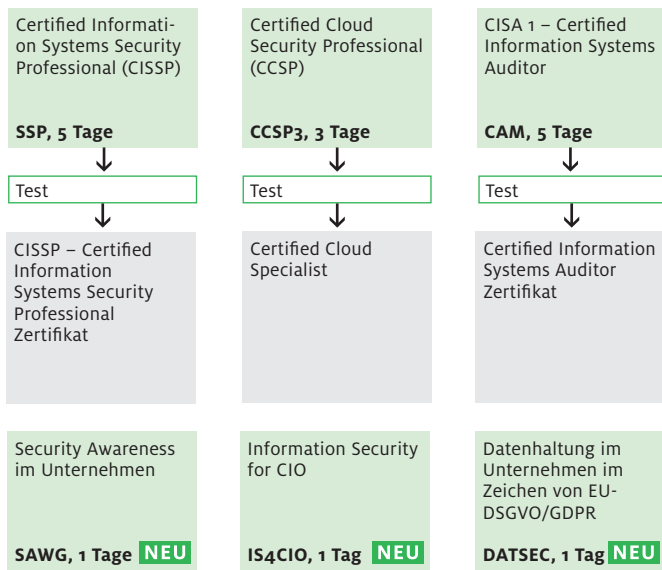 Certified Informati-
on Systems Security
Professional (CISSP)
SSP, 5 Tage
Test
CISSP – Certified
Information
Systems Security
Professional
Zertifikat
Certified Cloud
Security Professional
(CCSP)
CCSP3, 3 Tage
Test
Certified Cloud
Specialist
CISA 1 – Certified
Information Systems
Auditor
CAM, 5 Tage
Test
Certified Information
Systems Auditor
Zertifikat
Security Awareness
im Unternehmen
SAWG, 1 Tage NEU
Information Security
for CIO
IS4CIO, 1 Tag NEU
Datenhaltung im
Unternehmen im
Zeichen von EU-
DSGVO/GDPR
DATSEC, 1 Tag NEU